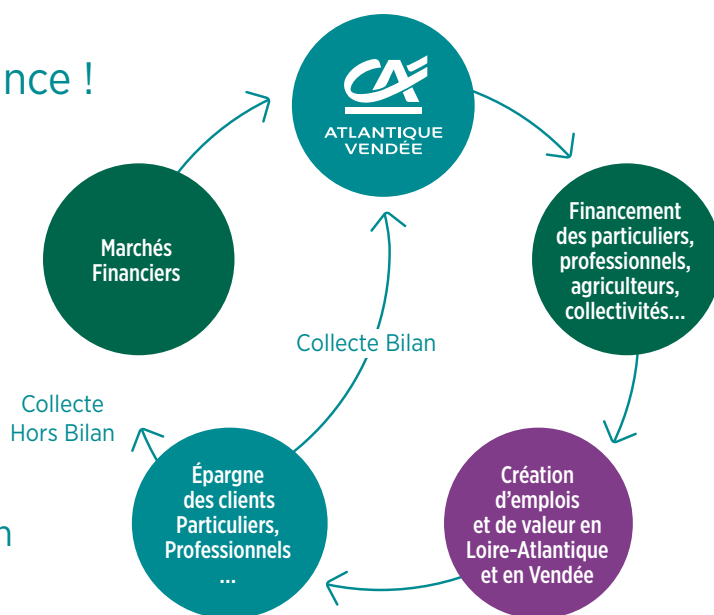 nce !
CA
ATLANTIQUE
VENDÉE
Marchés
Financiers
Financement
des particuliers,
professionnels,
agriculteurs,
collectivités...
Collecte Bilan
Collecte
Hors Bilan
Épargne
des clients
Particuliers,
Professionnels
...
Création
d'emplois
et de valeur en
Loire-Atlantique
et en Vendée
n